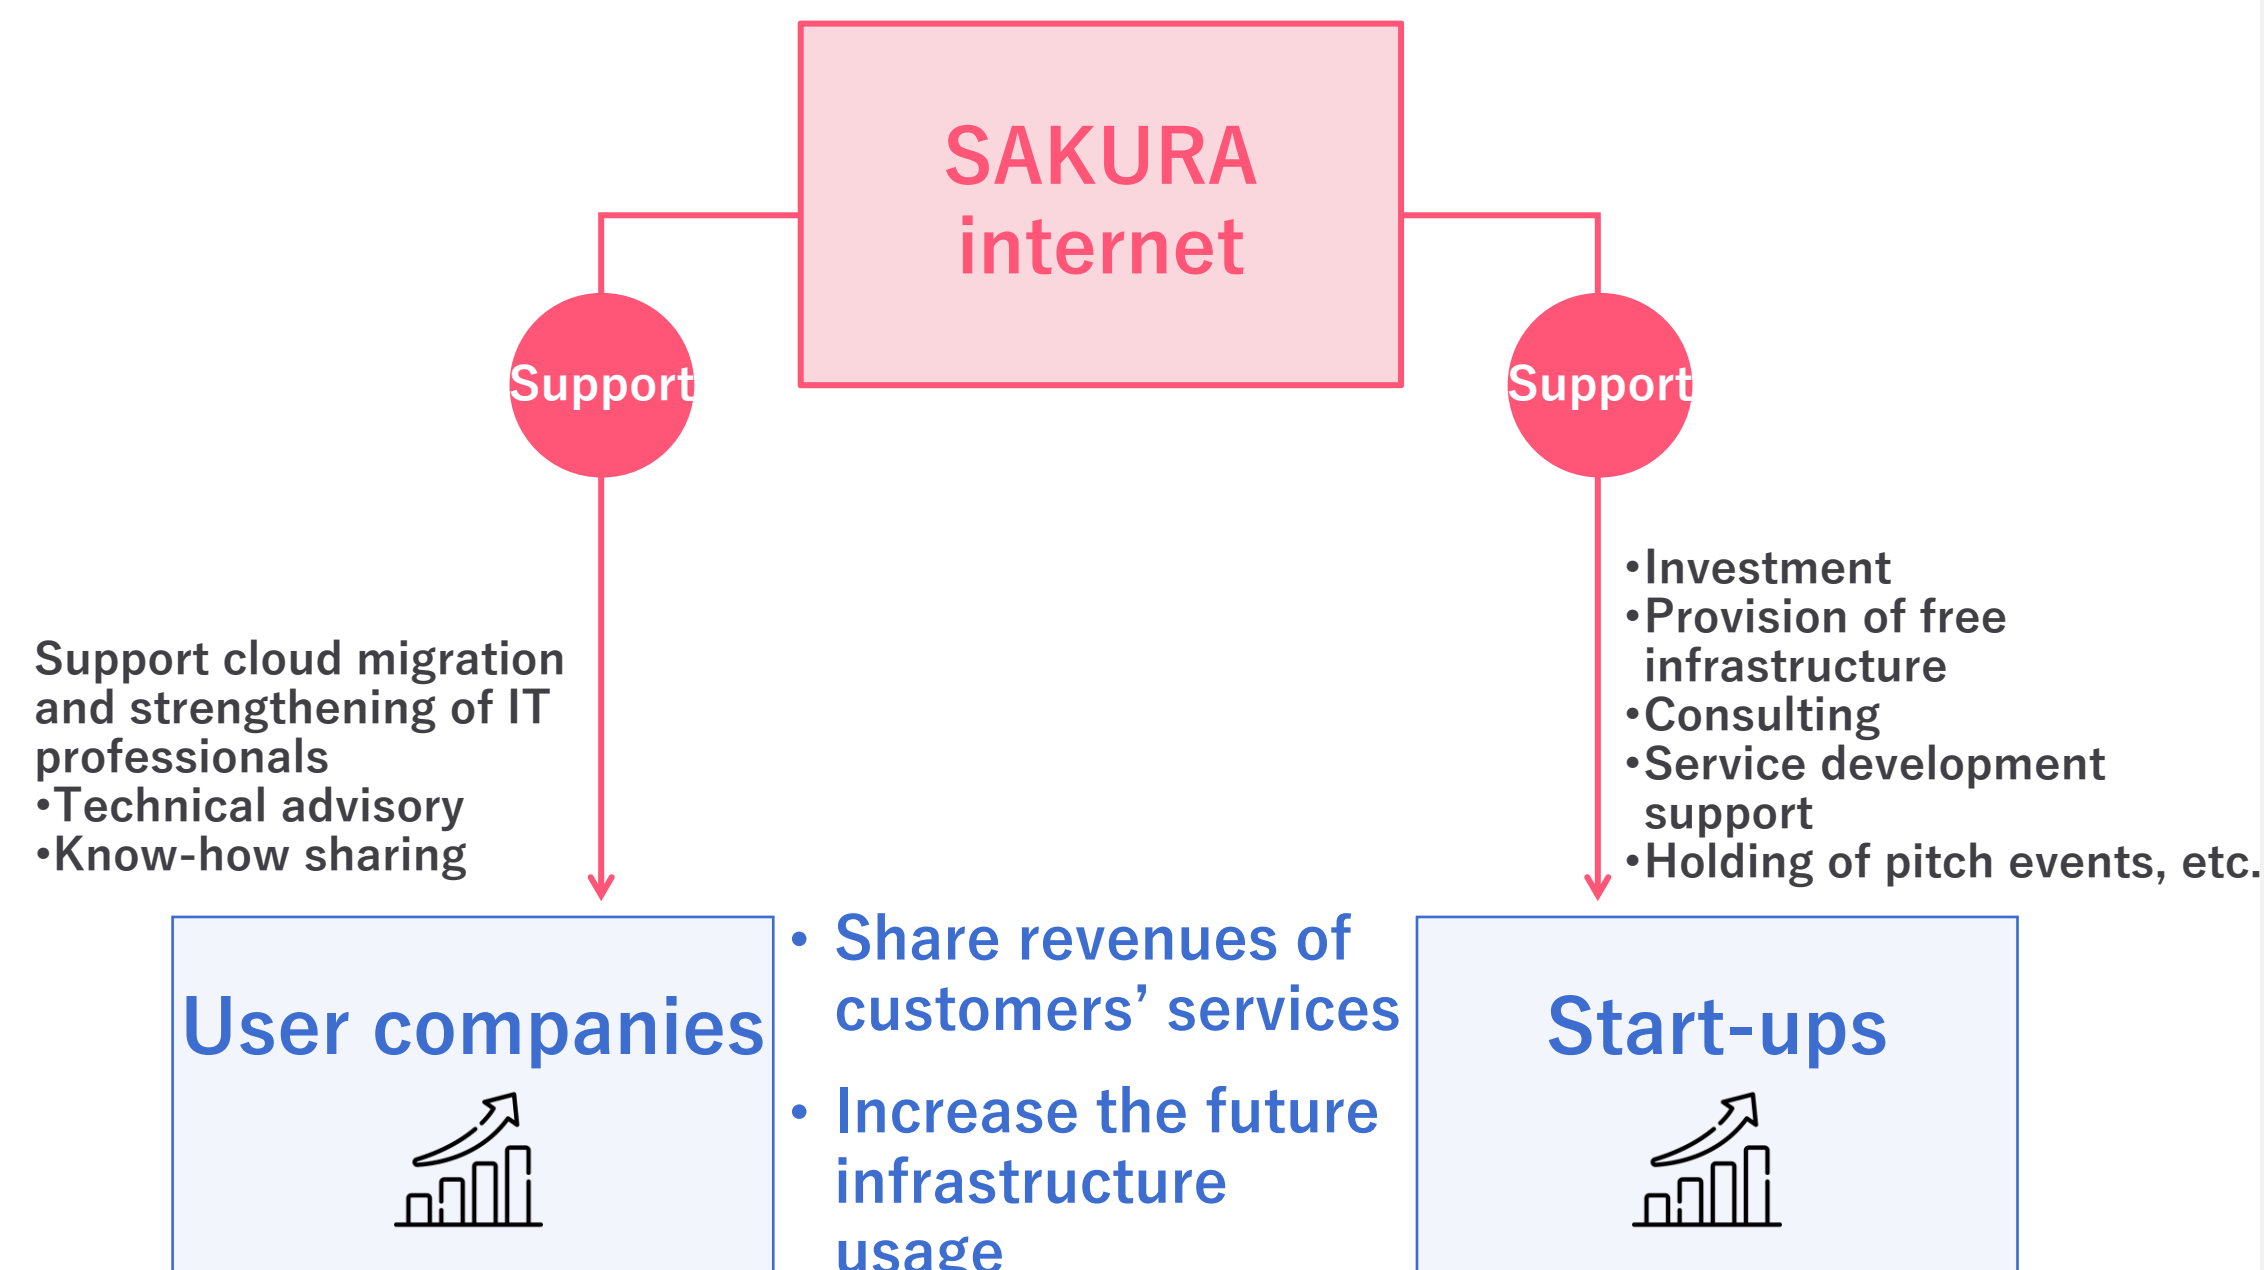 SAKURA
internet
Support
Support
Support cloud migration
and strengthening of IT
professionals
•Technical advisory
•Know-how sharing
•Investment
•Provision of free
infrastructure
•Consulting
•Service development
support
•Holding of pitch events, etc.
User companies
• Share revenues of
customers’ services
• Increase the future
infrastructure
usage
Start-ups